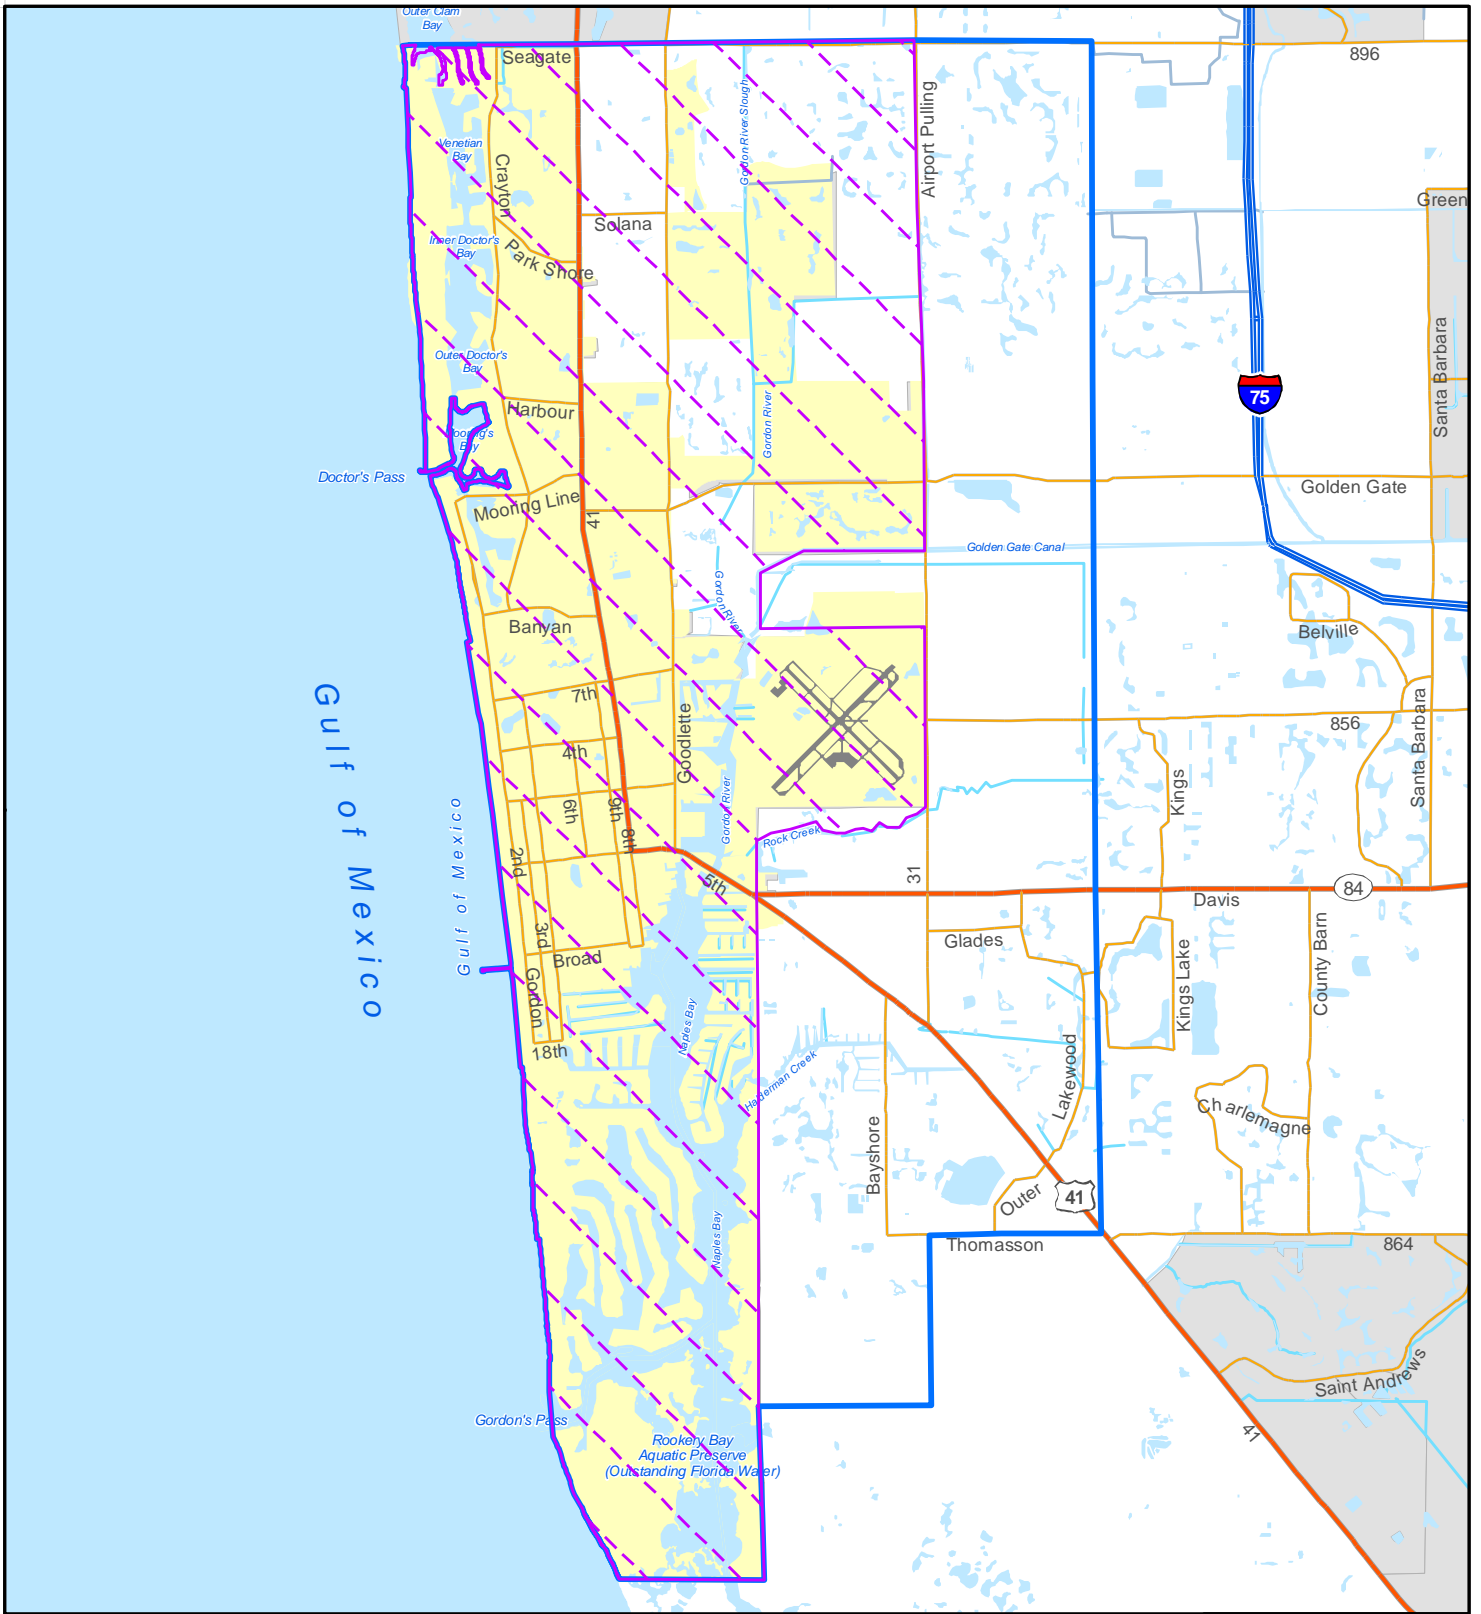 Outer Clam
Bay
Seagate
896
Gordon River Slough
Airport Pulling
Venetian
Bay
Crayton
Green
Solana
Inner Doctor's
Bay
Park Shore
Santa Barbara
Outer Doctor's
Bay
75
Harbour
Gordon River
Mooring's
Bay
Doctor's Pass
Golden Gate
Mooring Line
41
Golden Gate Canal
Gordon River
Banyan
Belville
Gulf of Mexico
7th
856
Goodlette
Santa Barbara
4th
Kings
6th
9th
8th
Gordon River
Gulf of Mexico
Rock Creek
2nd
5th
31
84
Davis
3rd
Glades
Broad
County Barn
Kings Lake
Gordon
Naples Bay
18th
Halderman Creek
Lakewood
Charlemagne
Bayshore
Outer
41
Naples Bay
Thomasson
864
Saint Andrews
Gordon's Pass
41
Rookery Bay
Aquatic Preserve
(Outstanding Florida Water)